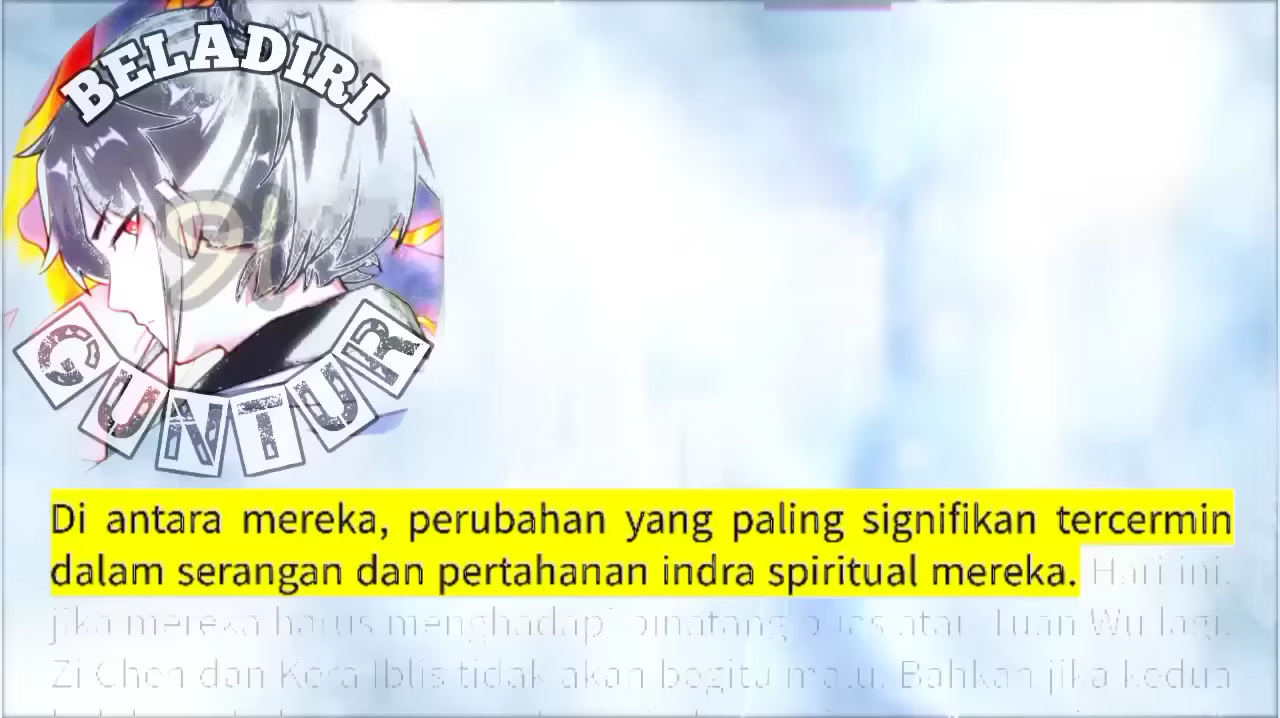 BELADIRI
GUNTUR
Di antara mereka, perubahan yang paling signifikan tercermin
dalam serangan dan pertahanan indra spiritual mereka. Hari ini,
jika mereka harus menghadapi binatang buas atau Tuan Wu lagi,
Zi Chen dan Kera Iblis tidak akan begitu malu. Bahkan jika kedua